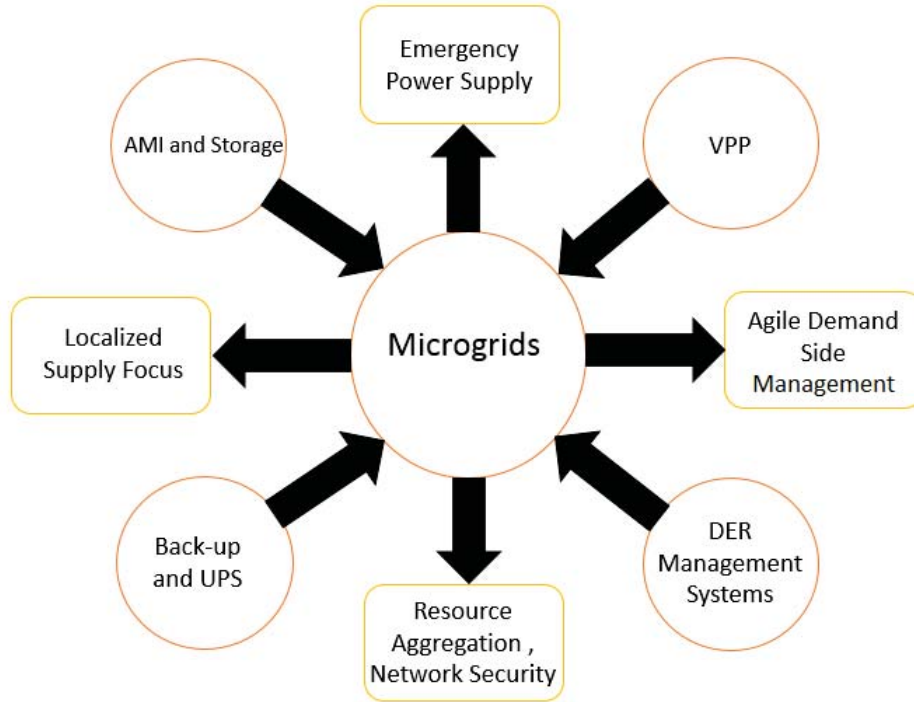 Emergency
Power Supply
AMI and Storage
VPP
Localized
Supply Focus
Microgrids
Agile Demand
Side
Management
Back-up
and UPS
DER
Management
Systems
Resource
Aggregation ,
Network Security